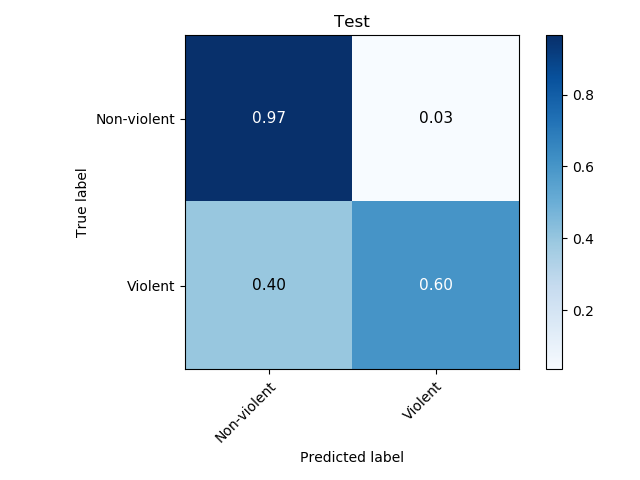 Test
Non-violent
0.97
0.03
Violent
0.40
0.60
True label
Non-violent
Violent
Predicted label
0.8
0.6
0.4
0.2